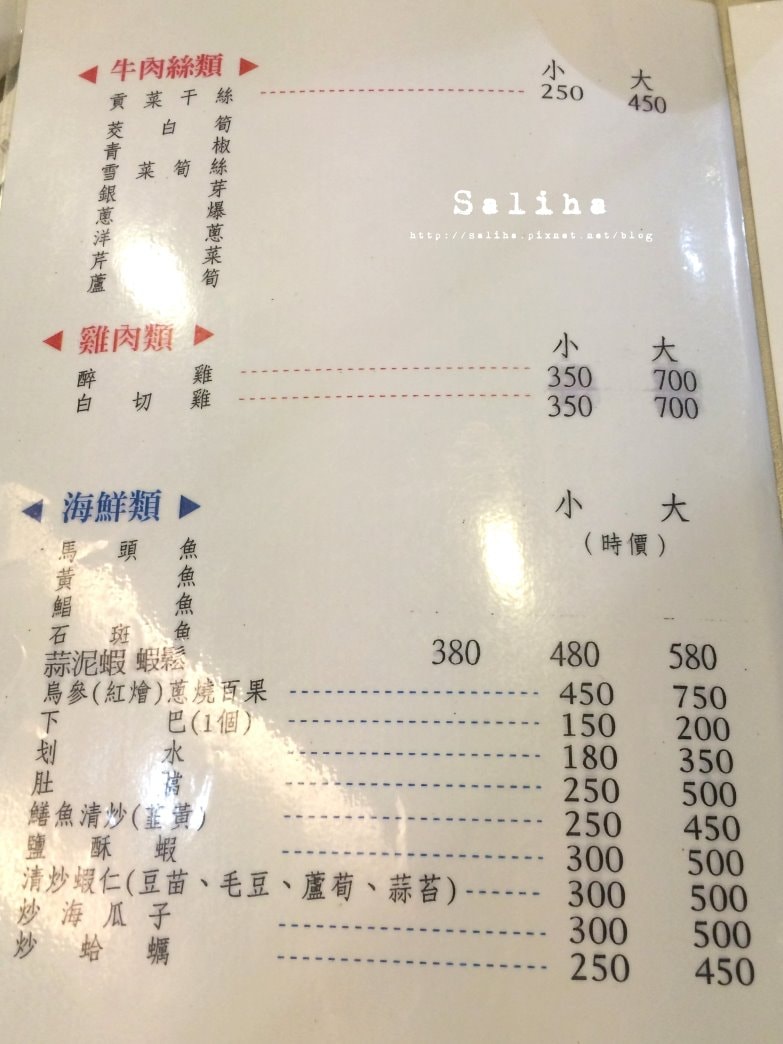 ◀ 牛肉絲類 ▶ 小 大
貢菜干絲 250 450
茭白筍
青椒
雪菜筍絲
銀芽
蔥爆
洋蔥
芹菜
蘆筍
Saliha
http://saliha.pixnet.net/blog
◀ 雞肉類 ▶ 小 大
醉雞 350 700
白切雞 350 700
◀ 海鮮類 ▶ 小 大
馬頭魚 (時價)
黃魚
鯧魚
石斑魚
蒜泥蝦 蝦鬆 380 480 580
烏參(紅燴)蔥燒百果 450 750
下巴(1個) 150 200
划水 180 350
肚 250 500
鱔魚清炒(韮黃) 250 450
鹽酥蝦 300 500
清炒蝦仁(豆苗、毛豆、蘆荀、蒜苔) 300 500
炒海瓜子 300 500
炒蛤蠣 250 450